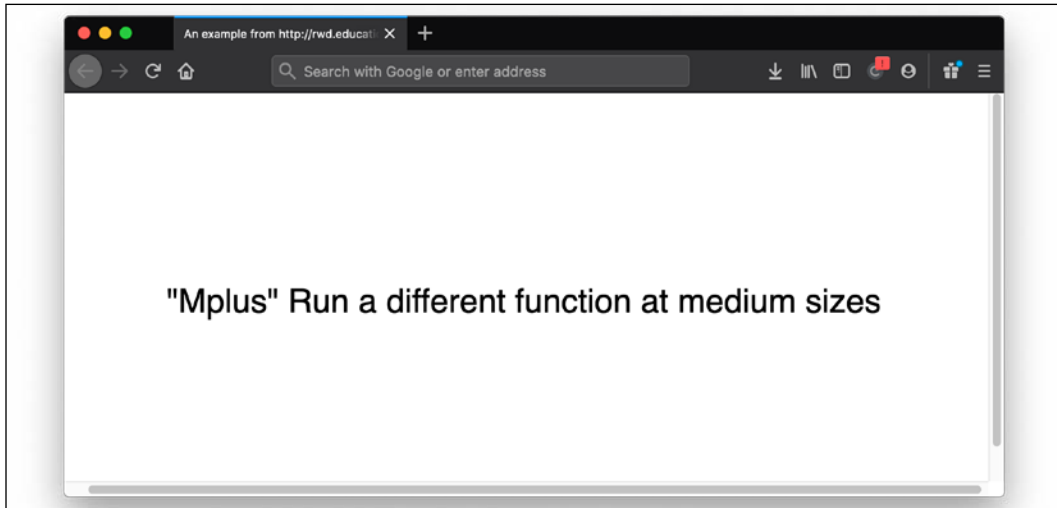 An example from http://rwd.educati
Search with Google or enter address
"Mplus" Run a different function at medium sizes